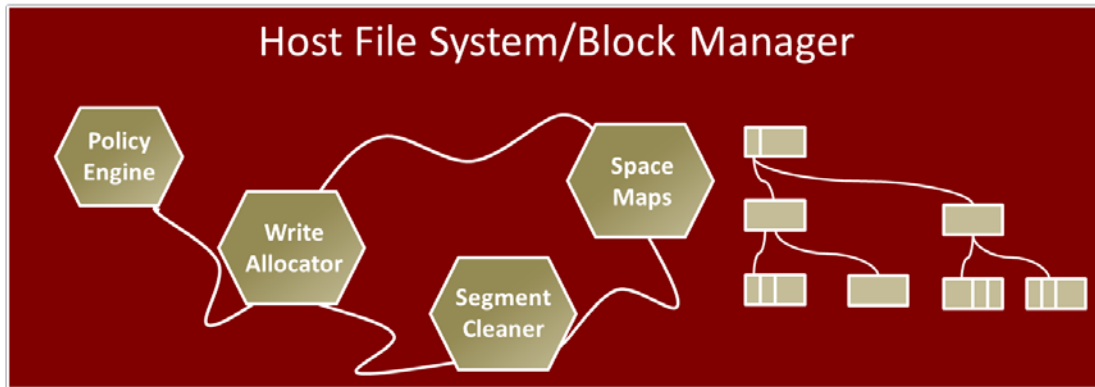 Host File System/Block Manager
Policy
Engine
Write
Allocator
Segment
Cleaner
Space
Maps